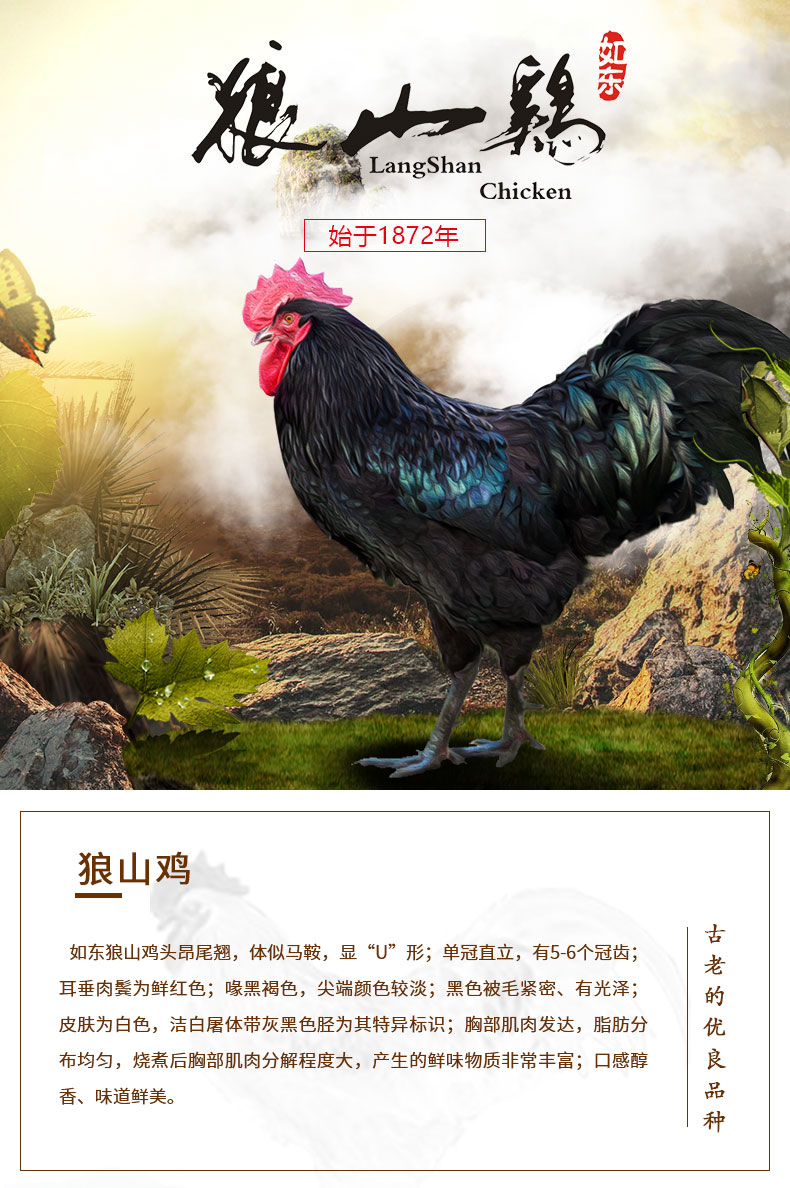 狼山鷄
如东
LangShan
Chicken
始于1872年
狼山鸡
如东狼山鸡头昂尾翘，体似马鞍，显“U”形；单冠直立，有5-6个冠齿；
耳垂肉鬓为鲜红色；喙黑褐色，尖端颜色较淡；黑色被毛紧密、有光泽；
皮肤为白色，洁白屠体带灰黑色胫为其特异标识；胸部肌肉发达，脂肪分
布均匀，烧煮后胸部肌肉分解程度大，产生的鲜味物质非常丰富；口感醇
香、味道鲜美。
古老的优良品种